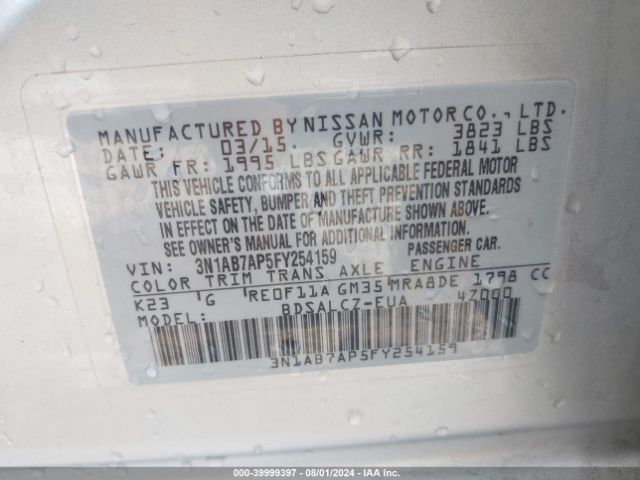 MANUFACTURED BY NISSAN MOTOR CO., LTD.
DATE: 03/15. GVWR: 3823 LBS
GAWR FR: 1995 LBS GAWR RR: 1841 LBS
THIS VEHICLE CONFORMS TO ALL APPLICABLE FEDERAL MOTOR
VEHICLE SAFETY, BUMPER AND THEFT PREVENTION STANDARDS
IN EFFECT ON THE DATE OF MANUFACTURE SHOWN ABOVE.
SEE OWNER'S MANUAL FOR FURTHER INFORMATION.
VIN: 3N1AB7AP5FY254159 PASSENGER CAR.
COLOR TRIM TRANS AXLE ENGINE
K23 G RE0F11A GM35 MRA8DE 1798 CC
MODEL: BDSALCZ-EUA 47000
3N1AB7AP5FY254159
000-39999397 - 08/01/2024 - IAA Inc.